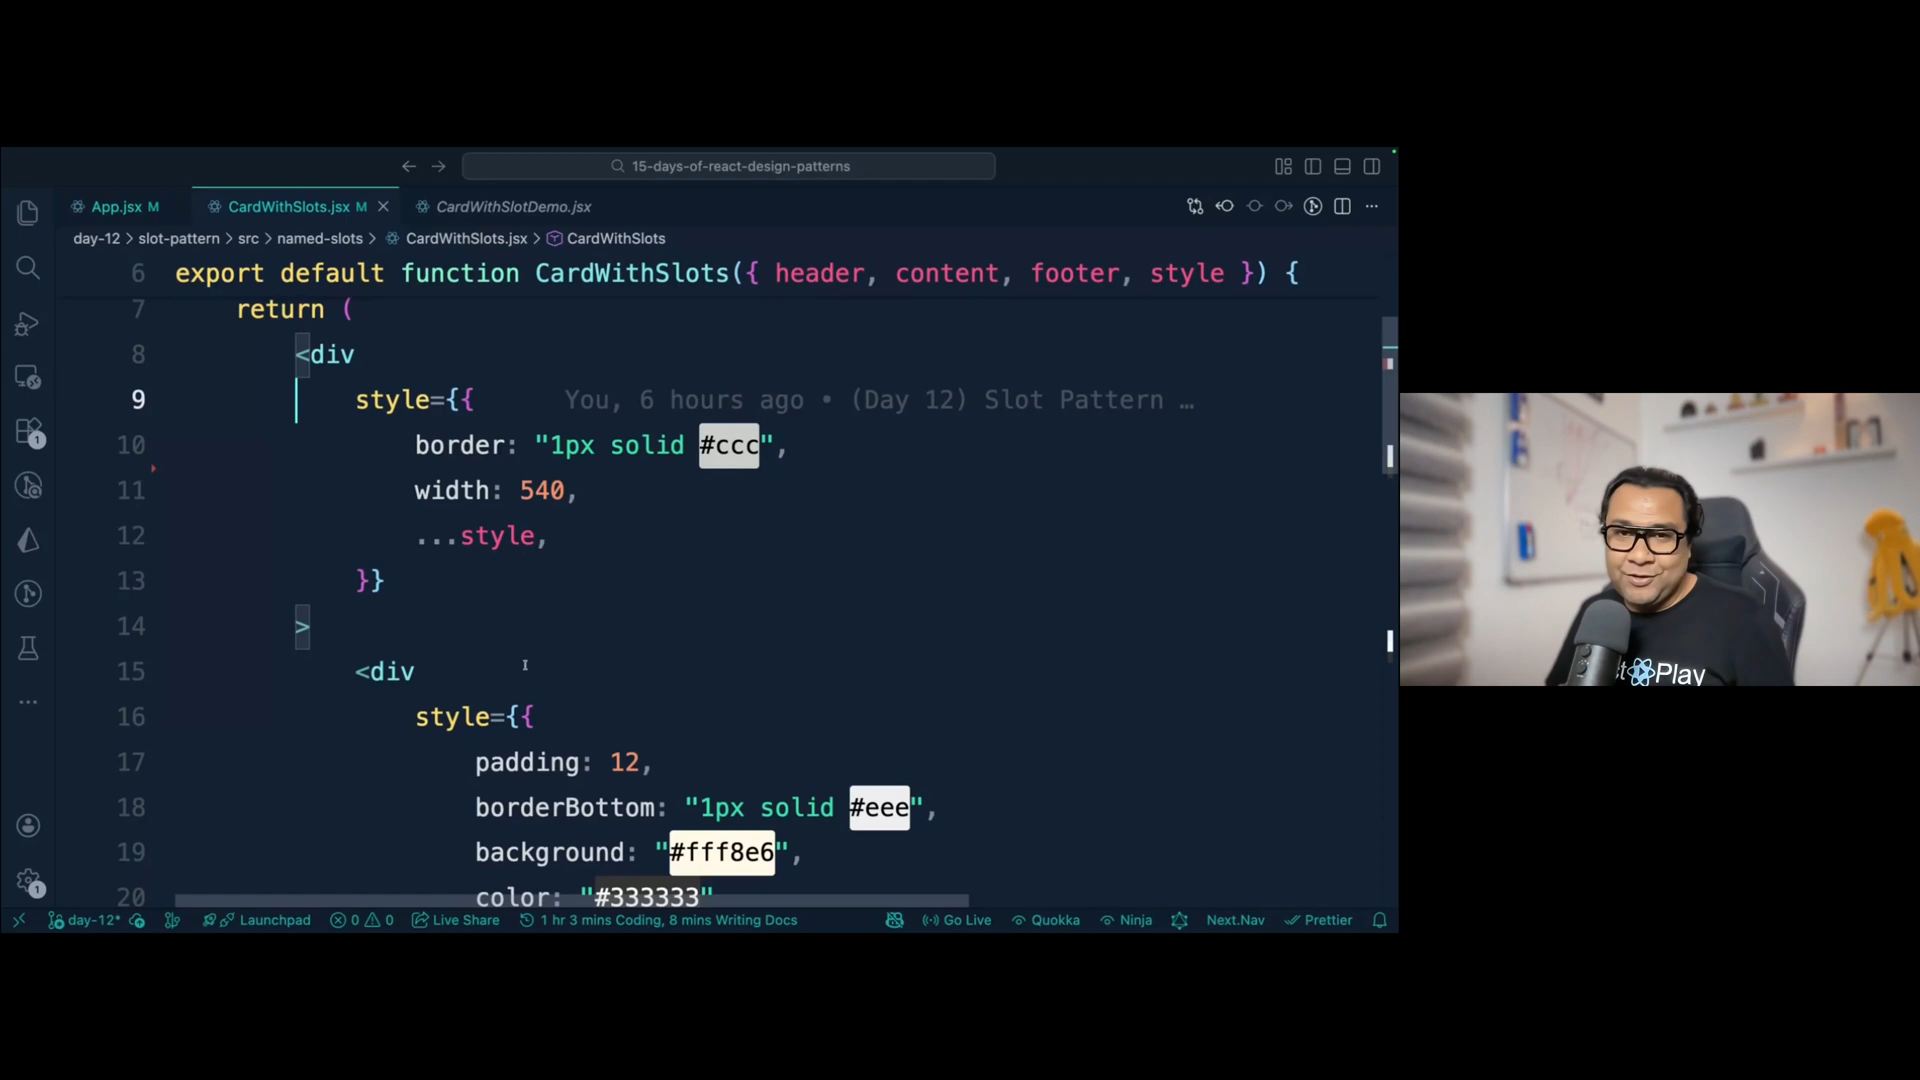 15-days-of-react-design-patterns
App.jsx M
CardWithSlots.jsx M
CardWithSlotDemo.jsx
day-12 > slot-pattern > src > named-slots > CardWithSlots.jsx > CardWithSlots
6 export default function CardWithSlots({ header, content, footer, style }) {
7 return (
8 <div
9 style={{ You, 6 hours ago • (Day 12) Slot Pattern …
10 border: "1px solid #ccc",
11 width: 540,
12 ...style,
13 }}
14 >
15 <div
16 style={{
17 padding: 12,
18 borderBottom: "1px solid #eee",
19 background: "#fff8e6",
20 color: "#333333"
1
1
day-12* Launchpad 0 0 Live Share 1 hr 3 mins Coding, 8 mins Writing Docs Go Live Quokka Ninja Next.Nav Prettier
ct Play